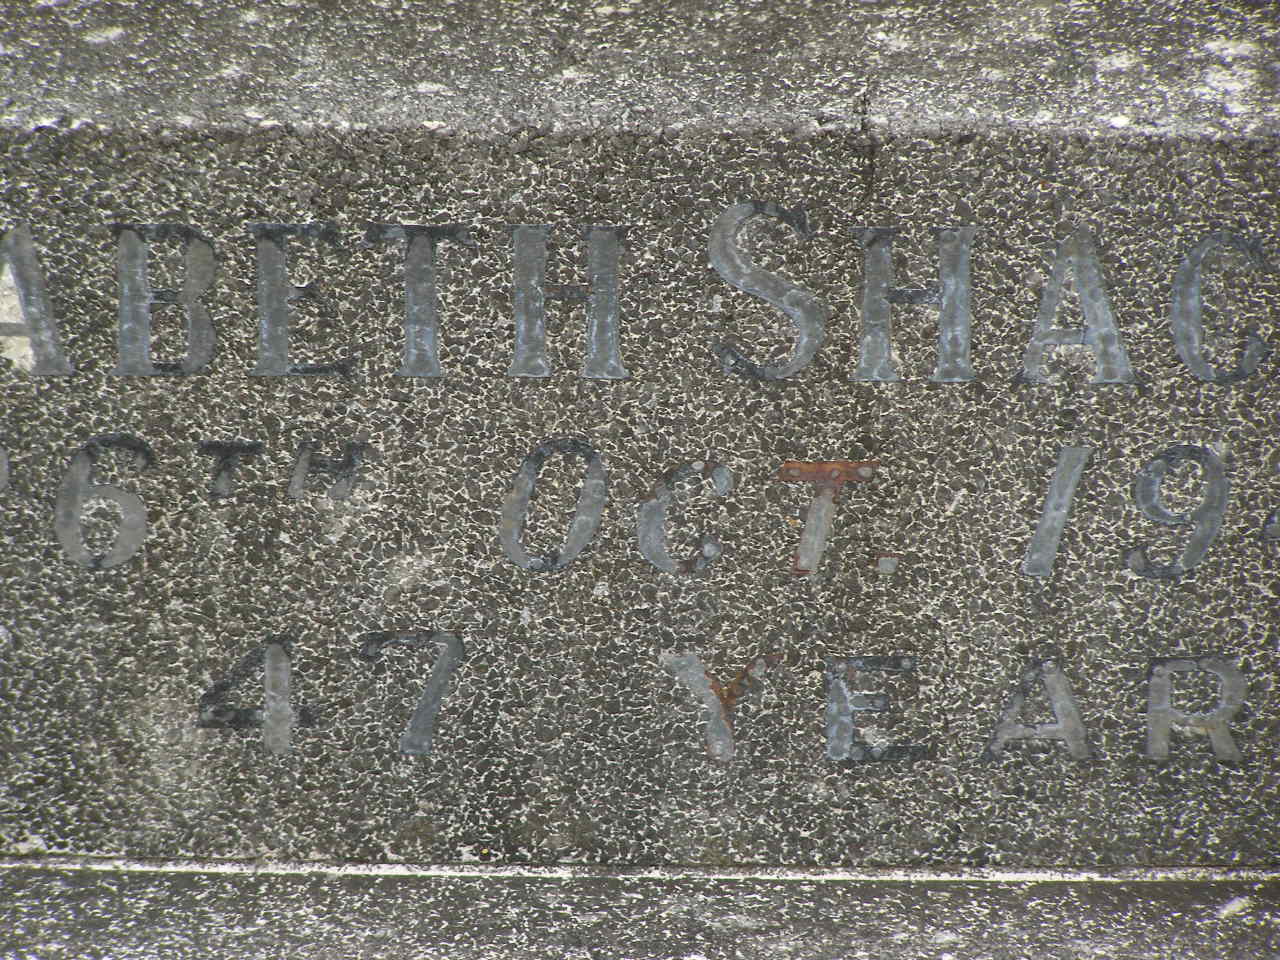 ABETH SHAC
6TH OCT. 19
47 YEAR